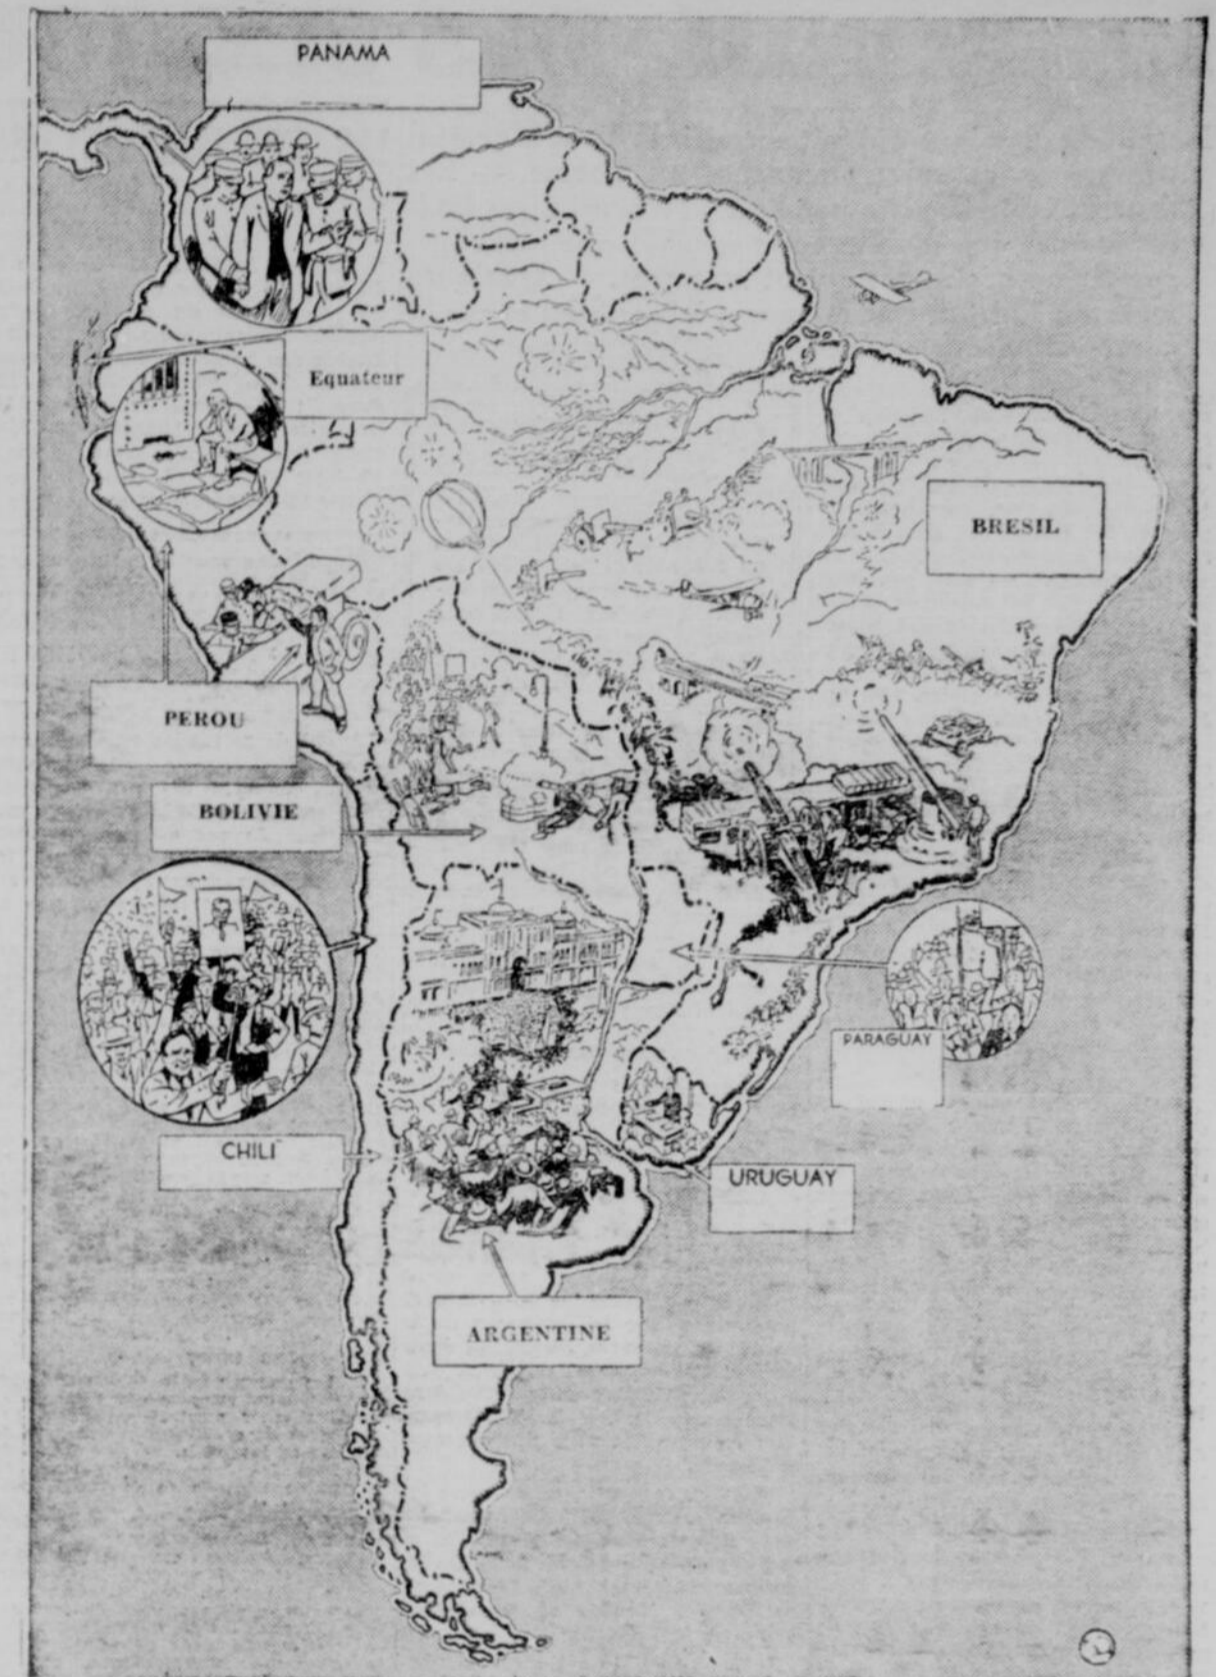 PANAMA
Equateur
BRESIL
PEROU
BOLIVIE
PARAGUAY
CHILI
URUGUAY
ARGENTINE